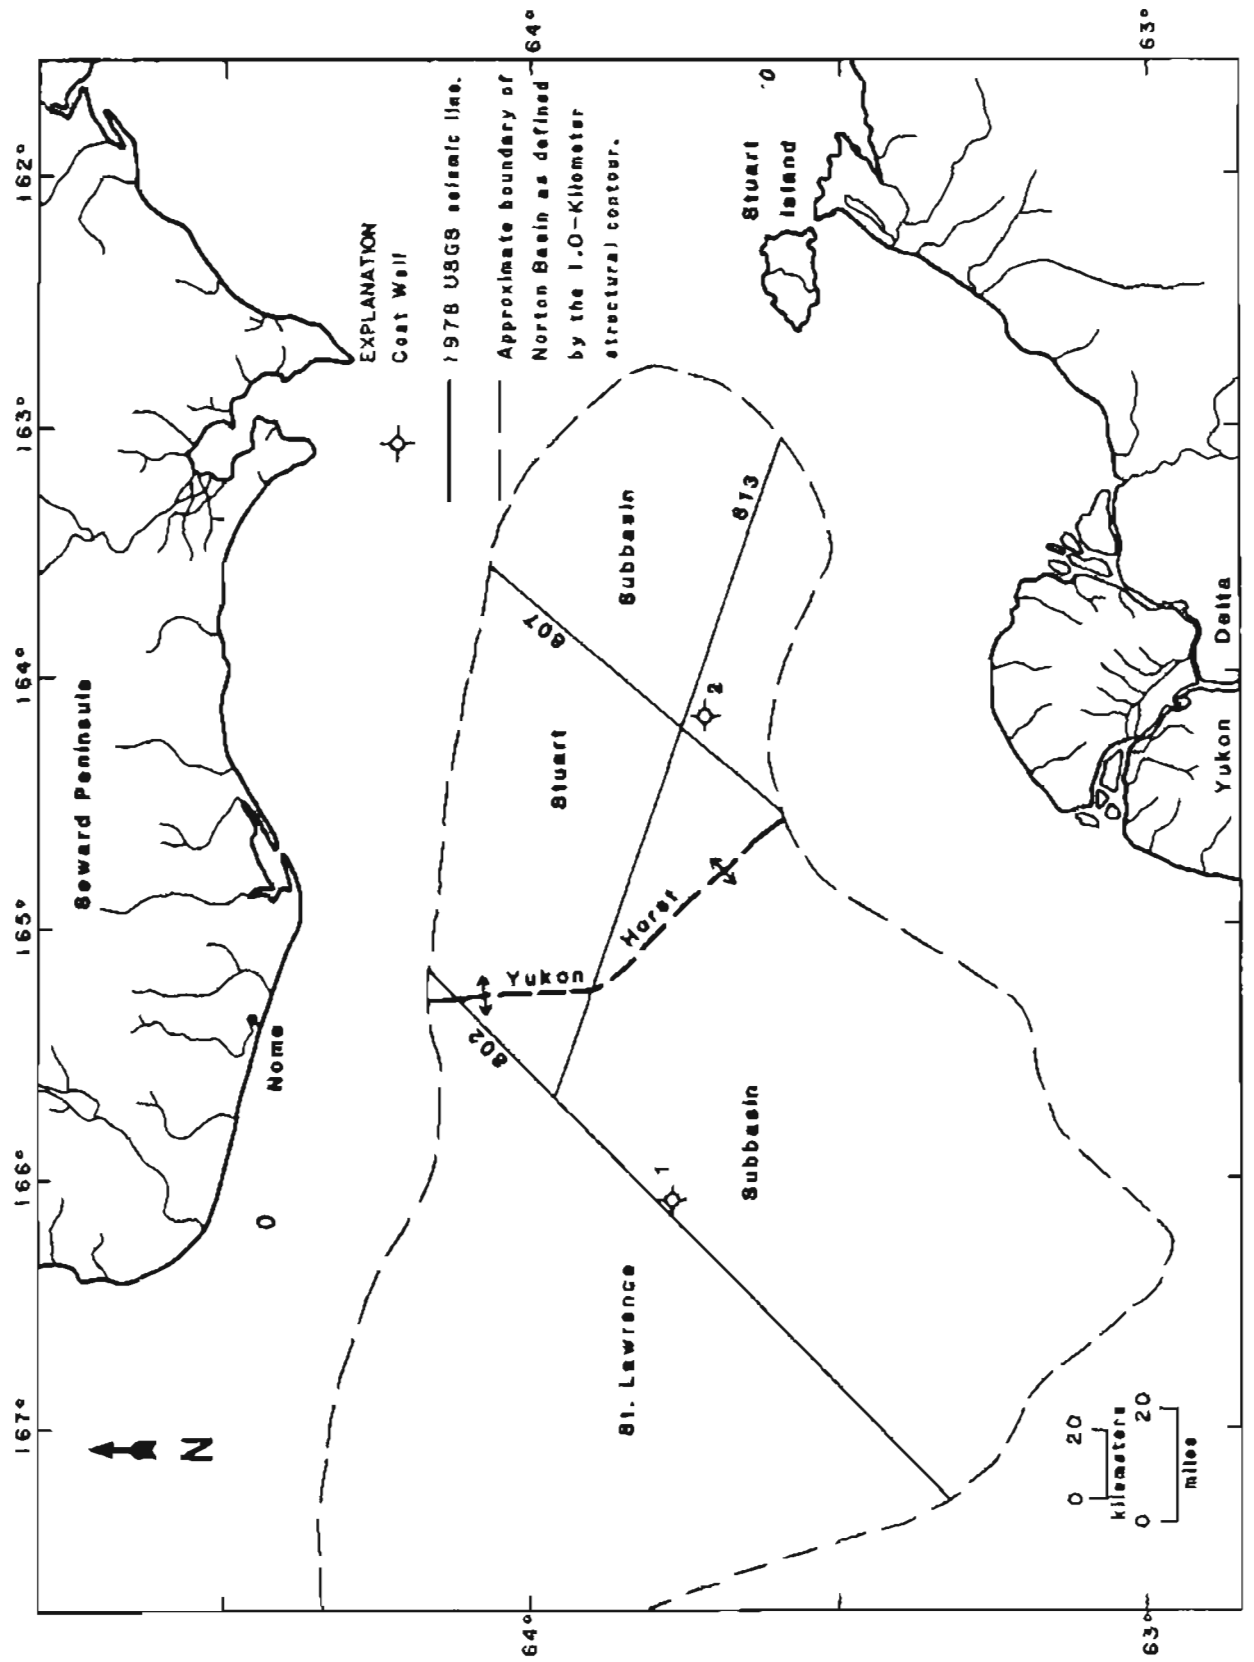 167°
166°
165°
164°
163°
162°
N
Seward Peninsula
Nome
EXPLANATION
Cost Well
1978 USGS seismic line.
Approximate boundary of
Norton Basin as defined
by the 1.0-Kilometer
structural contour.
64°
64°
802
Yukon
Horst
807
Stuart
Subbasin
813
2
1
St. Lawrence
Subbasin
Stuart
Island
0 20
kilometers
0 20
miles
Yukon Delta
63°
63°